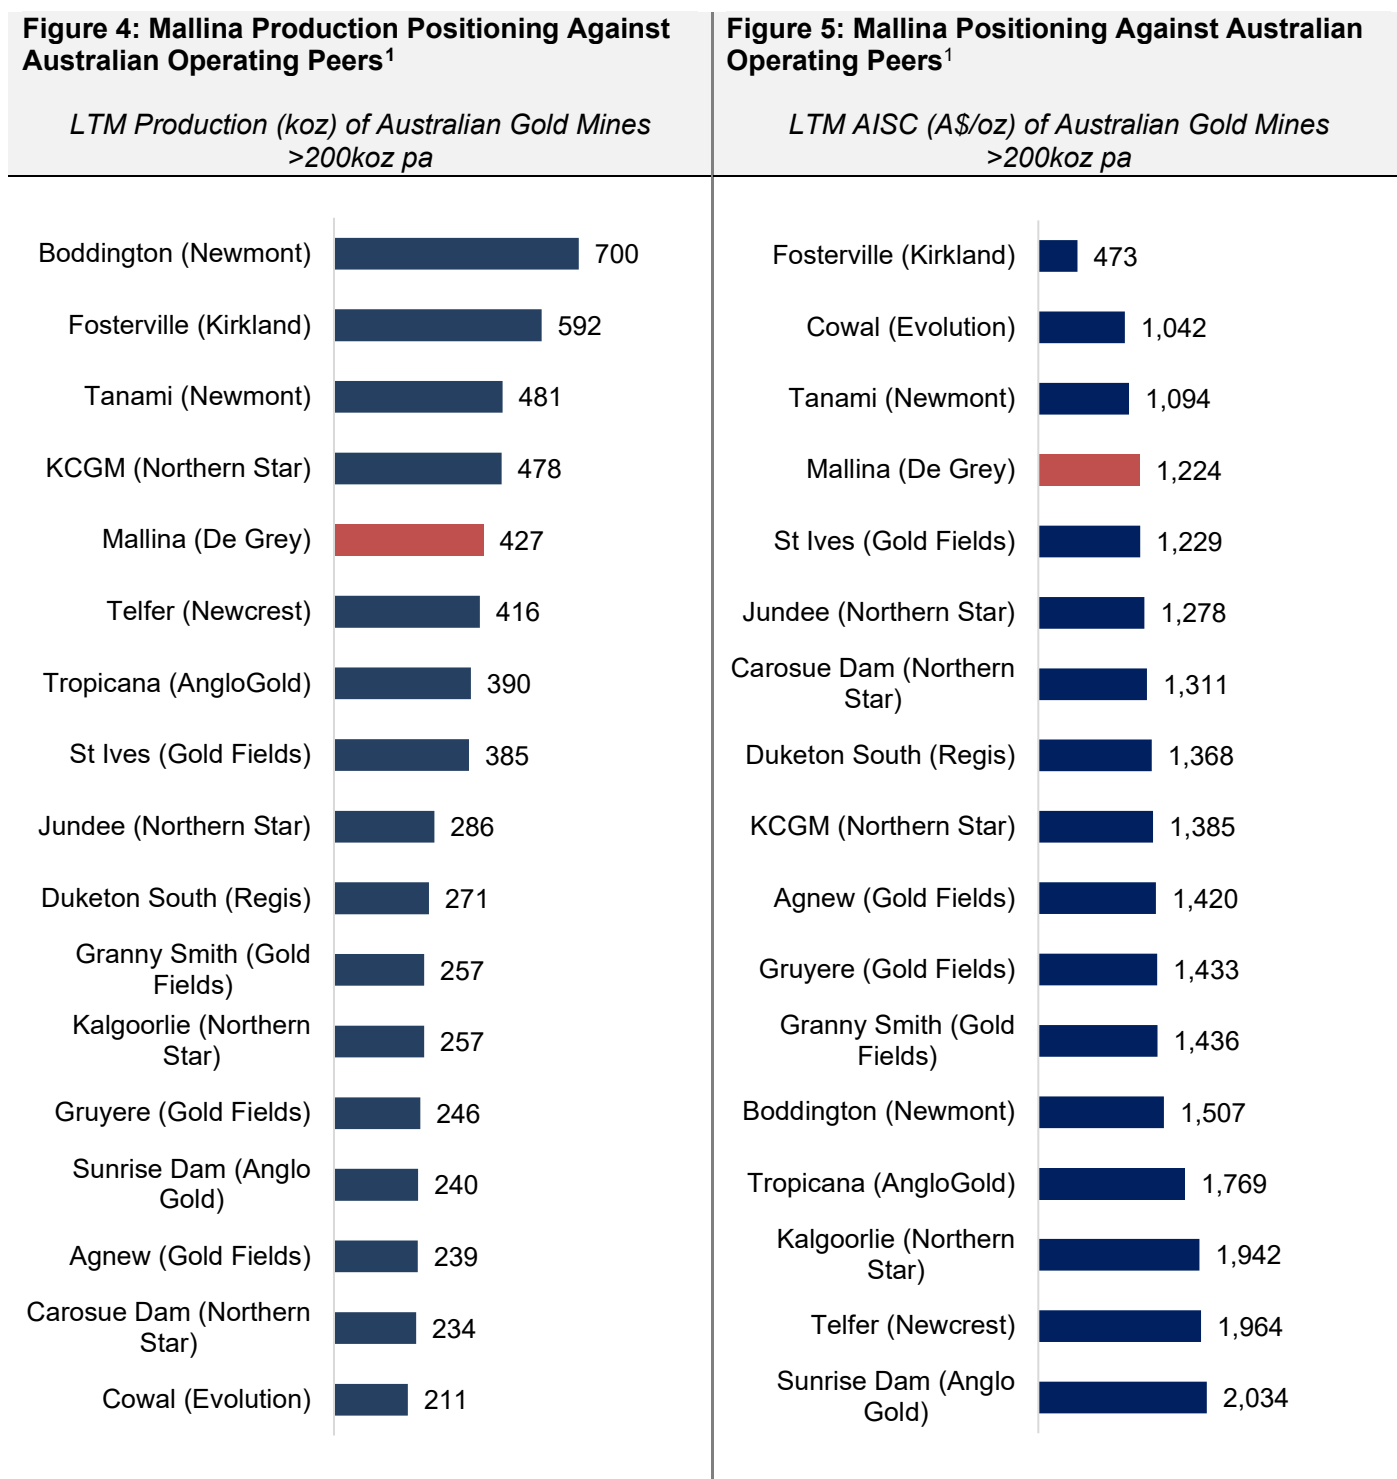 Figure 4: Mallina Production Positioning Against
Australian Operating Peers¹
LTM Production (koz) of Australian Gold Mines
>200koz pa
Boddington (Newmont) 700
Fosterville (Kirkland) 592
Tanami (Newmont) 481
KCGM (Northern Star) 478
Mallina (De Grey) 427
Telfer (Newcrest) 416
Tropicana (AngloGold) 390
St Ives (Gold Fields) 385
Jundee (Northern Star) 286
Duketon South (Regis) 271
Granny Smith (Gold
Fields) 257
Kalgoorlie (Northern
Star) 257
Gruyere (Gold Fields) 246
Sunrise Dam (Anglo
Gold) 240
Agnew (Gold Fields) 239
Carosue Dam (Northern
Star) 234
Cowal (Evolution) 211
Figure 5: Mallina Positioning Against Australian
Operating Peers¹
LTM AISC (A$/oz) of Australian Gold Mines
>200koz pa
Fosterville (Kirkland) 473
Cowal (Evolution) 1,042
Tanami (Newmont) 1,094
Mallina (De Grey) 1,224
St Ives (Gold Fields) 1,229
Jundee (Northern Star) 1,278
Carosue Dam (Northern
Star) 1,311
Duketon South (Regis) 1,368
KCGM (Northern Star) 1,385
Agnew (Gold Fields) 1,420
Gruyere (Gold Fields) 1,433
Granny Smith (Gold
Fields) 1,436
Boddington (Newmont) 1,507
Tropicana (AngloGold) 1,769
Kalgoorlie (Northern
Star) 1,942
Telfer (Newcrest) 1,964
Sunrise Dam (Anglo
Gold) 2,034